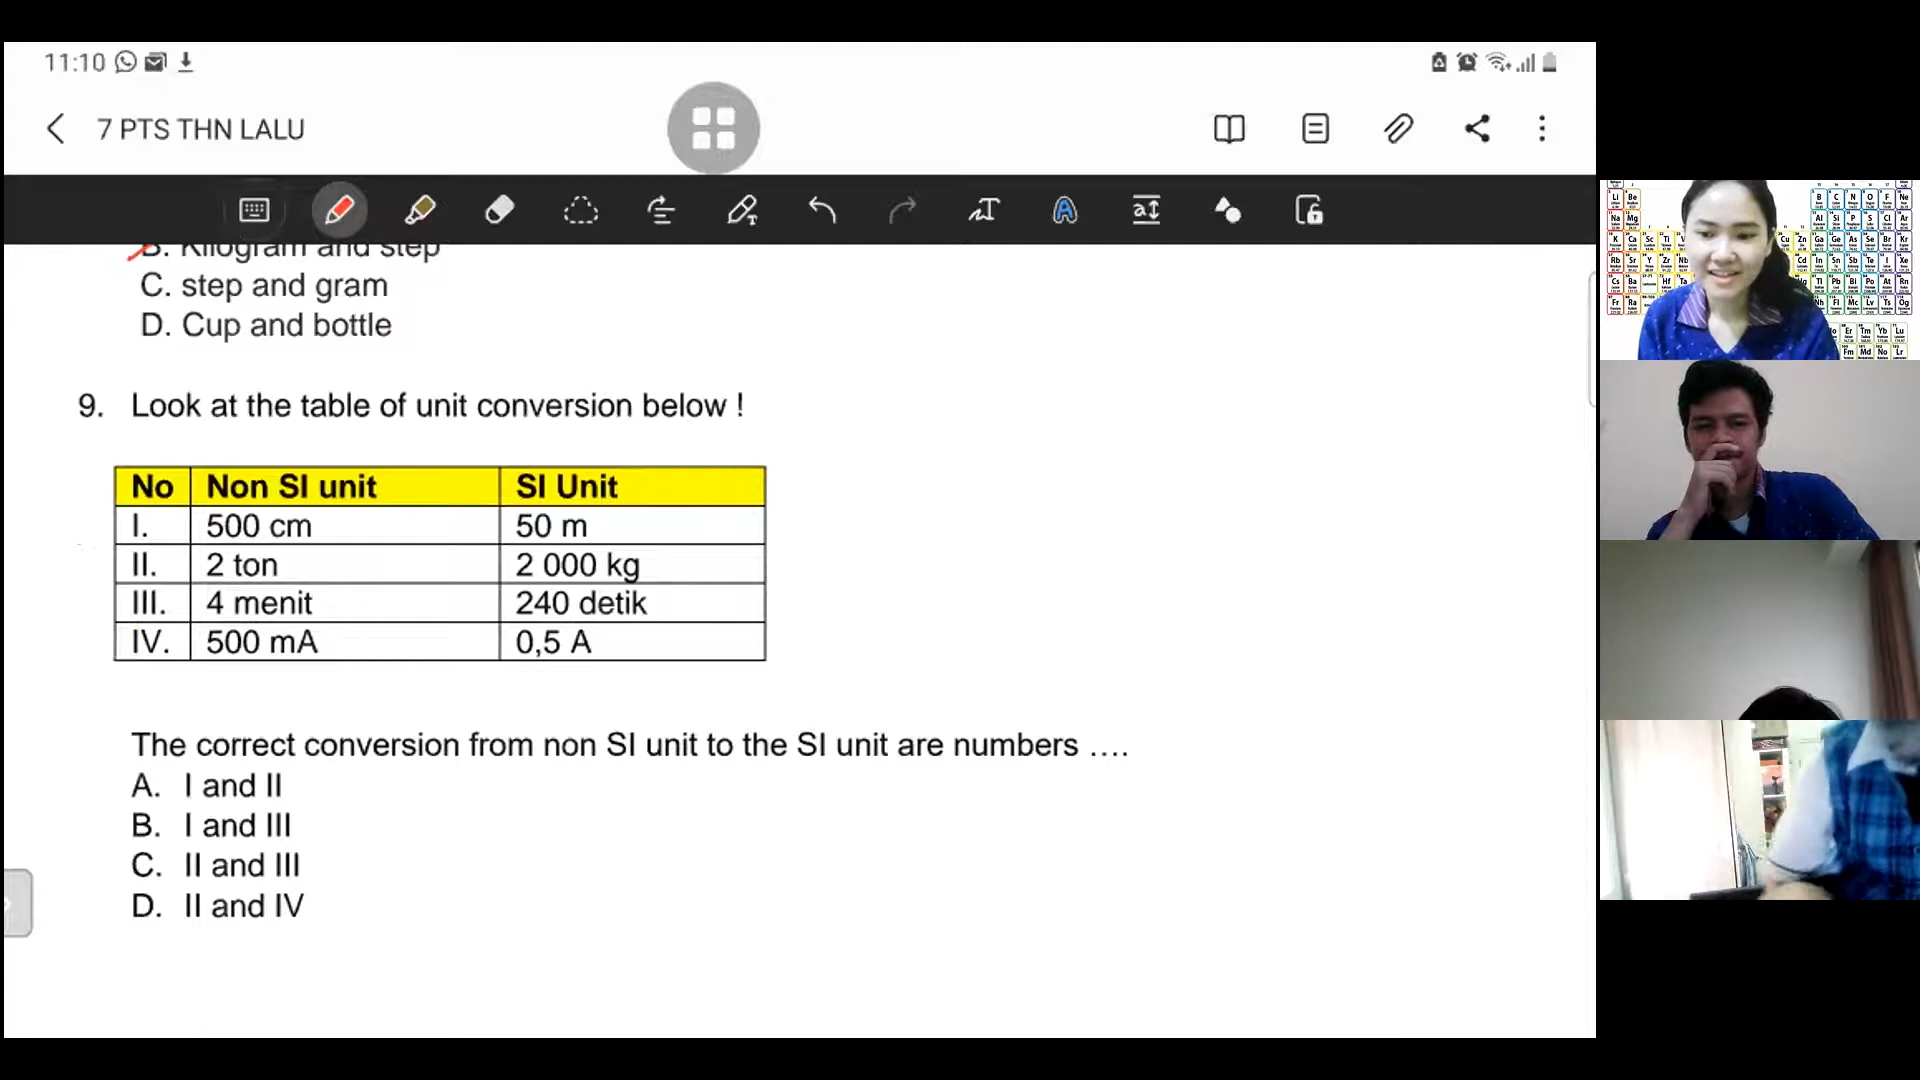 11:10
7 PTS THN LALU
B. Kilogram and step
C. step and gram
D. Cup and bottle
9. Look at the table of unit conversion below !
No Non SI unit SI Unit
I. 500 cm 50 m
II. 2 ton 2 000 kg
III. 4 menit 240 detik
IV. 500 mA 0,5 A
The correct conversion from non SI unit to the SI unit are numbers ....
A. I and II
B. I and III
C. II and III
D. II and IV